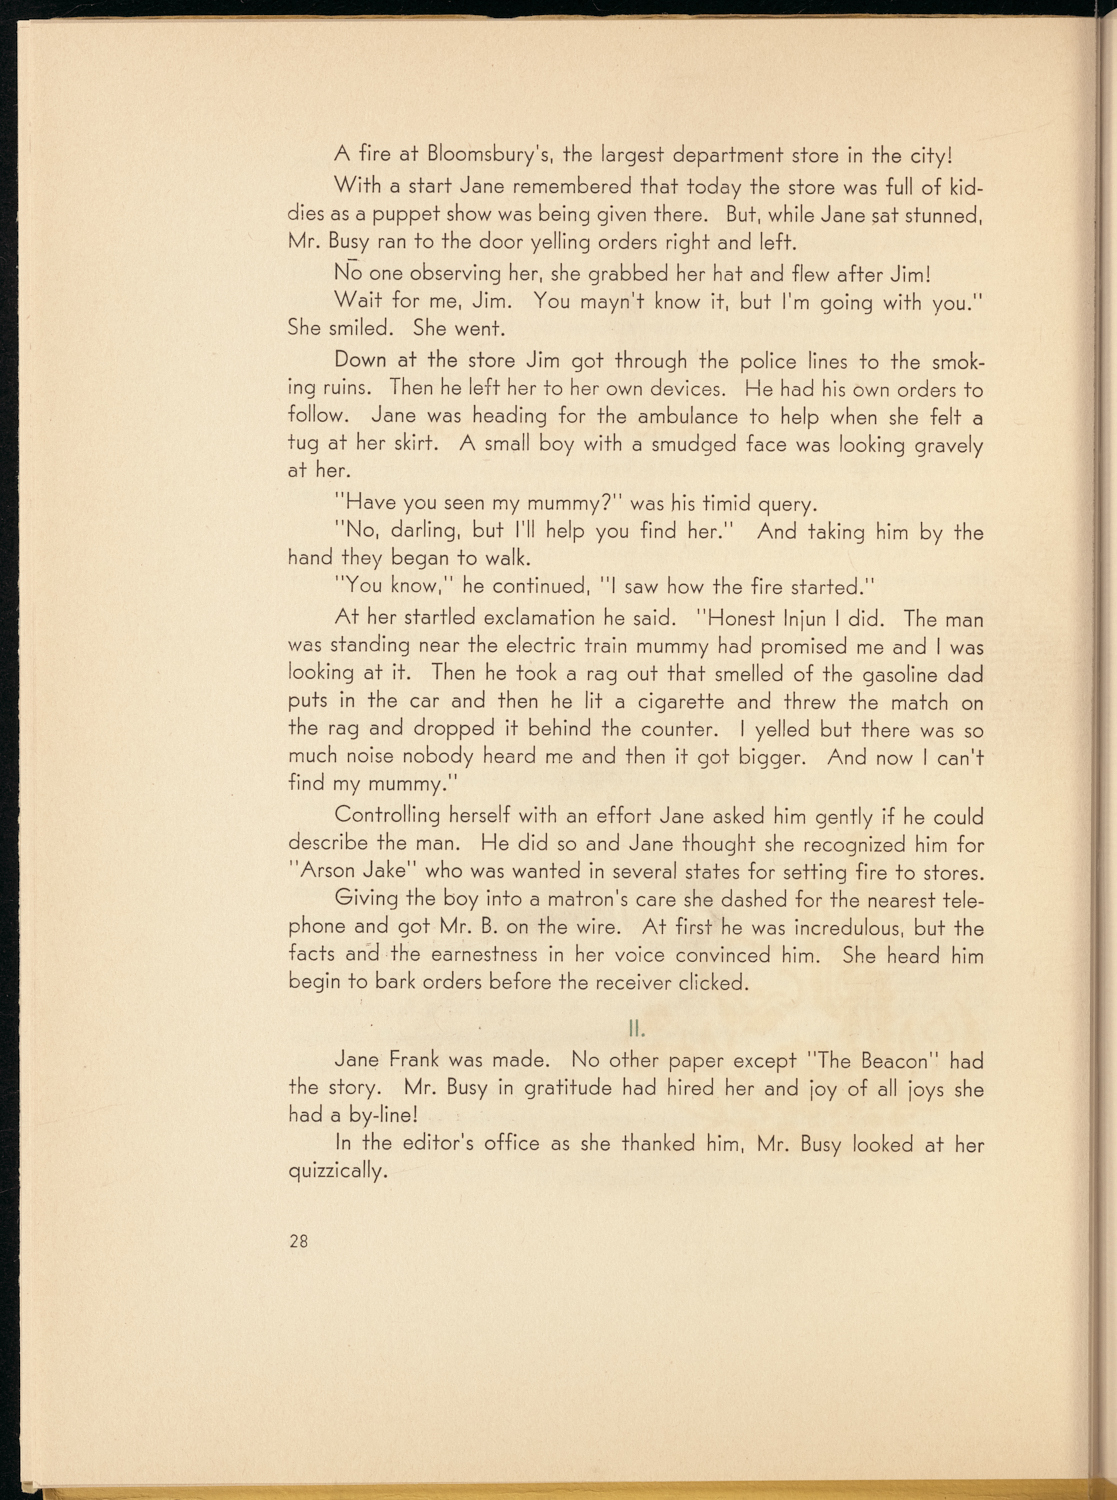 A fire at Bloomsbury's, the largest department store in the city!
With a start Jane remembered that today the store was full of kid-
dies as a puppet show was being given there. But, while Jane sat stunned,
Mr. Busy ran to the door yelling orders right and left.
No one observing her, she grabbed her hat and flew after Jim!
Wait for me, Jim. You mayn't know it, but I'm going with you."
She smiled. She went.
Down at the store Jim got through the police lines to the smok-
ing ruins. Then he left her to her own devices. He had his own orders to
follow. Jane was heading for the ambulance to help when she felt a
tug at her skirt. A small boy with a smudged face was looking gravely
at her.
"Have you seen my mummy?" was his timid query.
"No, darling, but I'll help you find her." And taking him by the
hand they began to walk.
"You know," he continued, "I saw how the fire started."
At her startled exclamation he said. "Honest Injun I did. The man
was standing near the electric train mummy had promised me and I was
looking at it. Then he took a rag out that smelled of the gasoline dad
puts in the car and then he lit a cigarette and threw the match on
the rag and dropped it behind the counter. I yelled but there was so
much noise nobody heard me and then it got bigger. And now I can't
find my mummy."
Controlling herself with an effort Jane asked him gently if he could
describe the man. He did so and Jane thought she recognized him for
"Arson Jake" who was wanted in several states for setting fire to stores.
Giving the boy into a matron's care she dashed for the nearest tele-
phone and got Mr. B. on the wire. At first he was incredulous, but the
facts and the earnestness in her voice convinced him. She heard him
begin to bark orders before the receiver clicked.
II.
Jane Frank was made. No other paper except "The Beacon" had
the story. Mr. Busy in gratitude had hired her and joy of all joys she
had a by-line!
In the editor's office as she thanked him, Mr. Busy looked at her
quizzically.
28